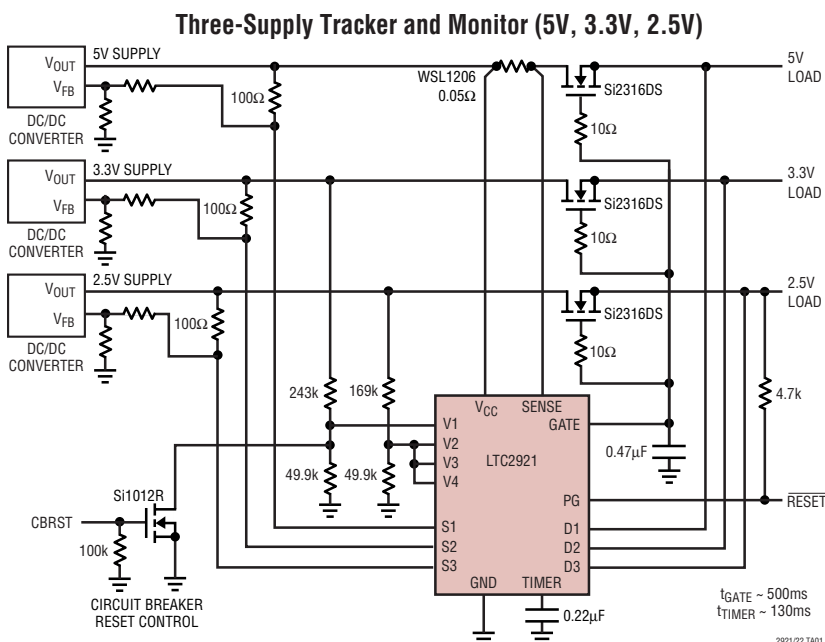 Three-Supply Tracker and Monitor (5V, 3.3V, 2.5V)
VOUT
VFB
5V SUPPLY
DC/DC
CONVERTER
100Ω
WSL1206
0.05Ω
Si2316DS
10Ω
5V
LOAD
VOUT
VFB
3.3V SUPPLY
DC/DC
CONVERTER
100Ω
Si2316DS
10Ω
3.3V
LOAD
VOUT
VFB
2.5V SUPPLY
DC/DC
CONVERTER
100Ω
Si2316DS
10Ω
2.5V
LOAD
243k
169k
49.9k
49.9k
4.7k
VCC
SENSE
GATE
V1
V2
V3
V4
LTC2921
0.47µF
PG
RESET
S1
S2
S3
D1
D2
D3
GND
TIMER
0.22µF
Si1012R
CBRST
100k
CIRCUIT BREAKER
RESET CONTROL
tGATE ~ 500ms
tTIMER ~ 130ms
2921/22 TA01